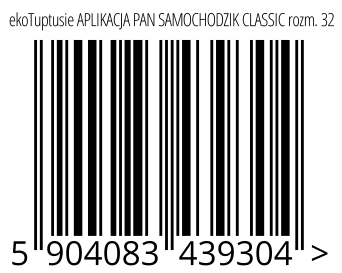 ekoTuptusie APLIKACJA PAN SAMOCHODZIK CLASSIC rozm. 32
5 904083 439304 >